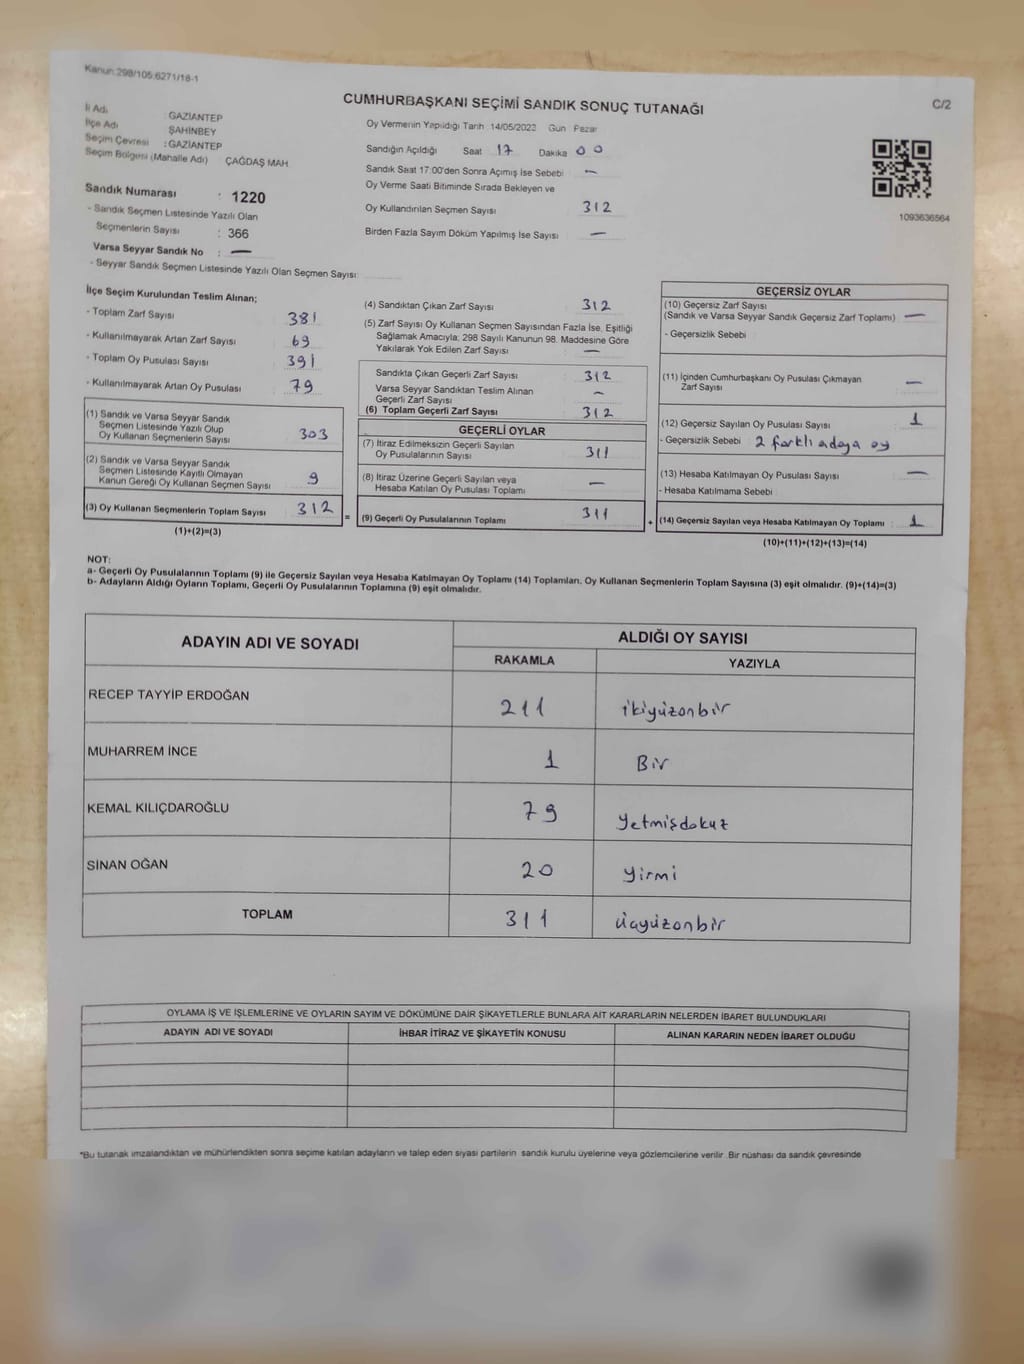 Kanun:298/105,6271/18-1
C/2
CUMHURBAŞKANI SEÇİMİ SANDIK SONUÇ TUTANAĞI
İl Adı : GAZİANTEP
İlçe Adı ŞAHİNBEY
Seçim Çevresi : GAZİANTEP
Seçim Bölgesi (Mahalle Adı) ÇAĞDAŞ MAH
Sandık Numarası : 1220
- Sandık Seçmen Listesinde Yazılı Olan
Seçmenlerin Sayısı : 366
Varsa Seyyar Sandık No : —
- Seyyar Sandık Seçmen Listesinde Yazılı Olan Seçmen Sayısı:
Oy Vermenin Yapıldığı Tarih :14/05/2023 Gün : Pazar
Sandığın Açıldığı Saat 17 Dakika 00
Sandık Saat 17:00'den Sonra Açımış İse Sebebi —
Oy Verme Saati Bitiminde Sırada Bekleyen ve
Oy Kullandırılan Seçmen Sayısı 312
Birden Fazla Sayım Döküm Yapılmış İse Sayısı —
1093636564
İlçe Seçim Kurulundan Teslim Alınan;
- Toplam Zarf Sayısı 381
- Kullanılmayarak Artan Zarf Sayısı 69
- Toplam Oy Pusulası Sayısı 391
- Kullanılmayarak Artan Oy Pusulası 79
(1) Sandık ve Varsa Seyyar Sandık
Seçmen Listesinde Yazılı Olup
Oy Kullanan Seçmenlerin Sayısı 303
(2) Sandık ve Varsa Seyyar Sandık
Seçmen Listesinde Kayıtlı Olmayan
Kanun Gereği Oy Kullanan Seçmen Sayısı 9
(3) Oy Kullanan Seçmenlerin Toplam Sayısı 312 =
(1)+(2)=(3)
(4) Sandıktan Çıkan Zarf Sayısı 312
(5) Zarf Sayısı Oy Kullanan Seçmen Sayısından Fazla İse, Eşitliği
Sağlamak Amacıyla; 298 Sayılı Kanunun 98. Maddesine Göre
Yakılarak Yok Edilen Zarf Sayısı : —
Sandıkta Çıkan Geçerli Zarf Sayısı 312
Varsa Seyyar Sandıktan Teslim Alınan
Geçerli Zarf Sayısı —
(6) Toplam Geçerli Zarf Sayısı 312
GEÇERLİ OYLAR
(7) İtiraz Edilmeksizin Geçerli Sayılan
Oy Pusulalarının Sayısı 311
(8) İtiraz Üzerine Geçerli Sayılan veya
Hesaba Katılan Oy Pusulası Toplamı —
(9) Geçerli Oy Pusulalarının Toplamı 311 +
GEÇERSİZ OYLAR
(10) Geçersiz Zarf Sayısı
(Sandık ve Varsa Seyyar Sandık Geçersiz Zarf Toplamı) —
- Geçersizlik Sebebi
(11) İçinden Cumhurbaşkanı Oy Pusulası Çıkmayan
Zarf Sayısı —
(12) Geçersiz Sayılan Oy Pusulası Sayısı 1
- Geçersizlik Sebebi : 2 farklı adaya oy
(13) Hesaba Katılmayan Oy Pusulası Sayısı —
- Hesaba Katılmama Sebebi
(14) Geçersiz Sayılan veya Hesaba Katılmayan Oy Toplamı 1
(10)+(11)+(12)+(13)=(14)
NOT:
a- Geçerli Oy Pusulalarının Toplamı (9) ile Geçersiz Sayılan veya Hesaba Katılmayan Oy Toplamı (14) Toplamları, Oy Kullanan Seçmenlerin Toplam Sayısına (3) eşit olmalıdır. (9)+(14)=(3)
b- Adayların Aldığı Oyların Toplamı, Geçerli Oy Pusulalarının Toplamına (9) eşit olmalıdır.
ADAYIN ADI VE SOYADI ALDIĞI OY SAYISI
RAKAMLA YAZIYLA
RECEP TAYYİP ERDOĞAN 211 ikiyüzonbir
MUHARREM İNCE 1 Bir
KEMAL KILIÇDAROĞLU 79 Yetmişdokuz
SİNAN OĞAN 20 Yirmi
TOPLAM 311 üçyüzonbir
OYLAMA İŞ VE İŞLEMLERİNE VE OYLARIN SAYIM VE DÖKÜMÜNE DAİR ŞİKAYETLERLE BUNLARA AİT KARARLARIN NELERDEN İBARET BULUNDUKLARI
ADAYIN ADI VE SOYADI İHBAR İTİRAZ VE ŞİKAYETİN KONUSU ALINAN KARARIN NEDEN İBARET OLDUĞU
*Bu tutanak imzalandıktan ve mühürlendikten sonra seçime katılan adayların ve talep eden siyasi partilerin sandık kurulu üyelerine veya gözlemcilerine verilir. Bir nüshası da sandık çevresinde